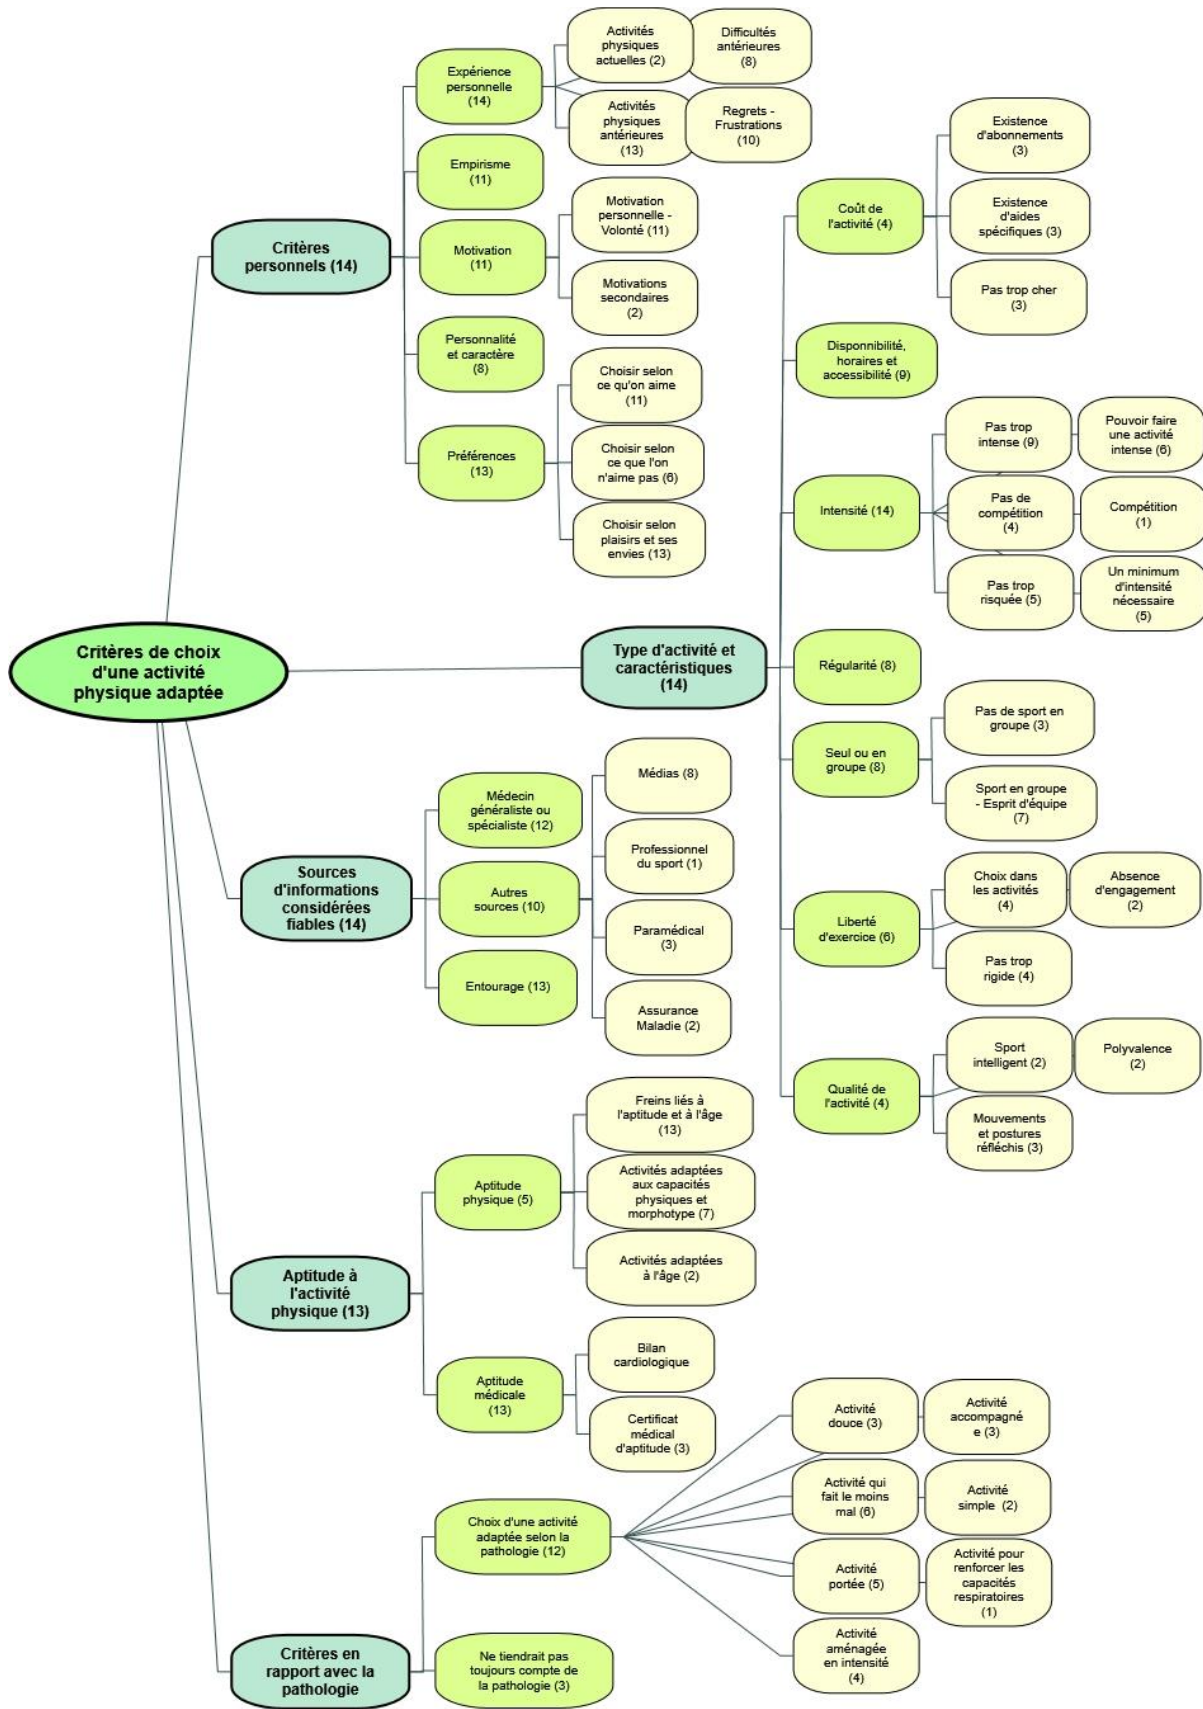 Critères de choix
d'une activité
physique adaptée
Critères
personnels (14)
Expérience
personnelle
(14)
Activités
physiques
actuelles (2)
Difficultés
antérieures
(8)
Activités
physiques
antérieures
(13)
Regrets -
Frustrations
(10)
Empirisme
(11)
Motivation
(11)
Motivation
personnelle -
Volonté (11)
Motivations
secondaires
(2)
Personnalité
et caractère
(8)
Préférences
(13)
Choisir selon
ce qu'on aime
(11)
Choisir selon
ce que l'on
n'aime pas (6)
Choisir selon
plaisirs et ses
envies (13)
Type d'activité et
caractéristiques
(14)
Coût de
l'activité (4)
Existence
d'abonnements
(3)
Existence
d'aides
spécifiques (3)
Pas trop cher
(3)
Disponnibilité,
horaires et
accessibilité (9)
Intensité (14)
Pas trop
intense (9)
Pouvoir faire
une activité
intense (6)
Pas de
compétition
(4)
Compétition
(1)
Pas trop
risquée (5)
Un minimum
d'intensité
nécessaire
(5)
Régularité (8)
Seul ou en
groupe (8)
Pas de sport en
groupe (3)
Sport en groupe
- Esprit d'équipe
(7)
Liberté
d'exercice (6)
Choix dans
les activités
(4)
Absence
d'engagement
(2)
Pas trop
rigide (4)
Qualité de
l'activité (4)
Sport
intelligent (2)
Polyvalence
(2)
Mouvements
et postures
réfléchis (3)
Sources
d'informations
considérées
fiables (14)
Médecin
généraliste ou
spécialiste (12)
Autres
sources (10)
Médias (8)
Professionnel
du sport (1)
Paramédical
(3)
Assurance
Maladie (2)
Entourage (13)
Aptitude à
l'activité
physique (13)
Aptitude
physique (5)
Freins liés à
l'aptitude et à l'âge
(13)
Activités adaptées
aux capacités
physiques et
morphotype (7)
Activités adaptées
à l'âge (2)
Aptitude
médicale
(13)
Bilan
cardiologique
Certificat
médical
d'aptitude (3)
Critères en
rapport avec la
pathologie
Choix d'une activité
adaptée selon la
pathologie (12)
Activité
douce (3)
Activité
accompagné
e (3)
Activité qui
fait le moins
mal (6)
Activité
simple (2)
Activité
portée (5)
Activité pour
renforcer les
capacités
respiratoires
(1)
Activité
aménagée
en intensité
(4)
Ne tiendrait pas
toujours compte de
la pathologie (3)